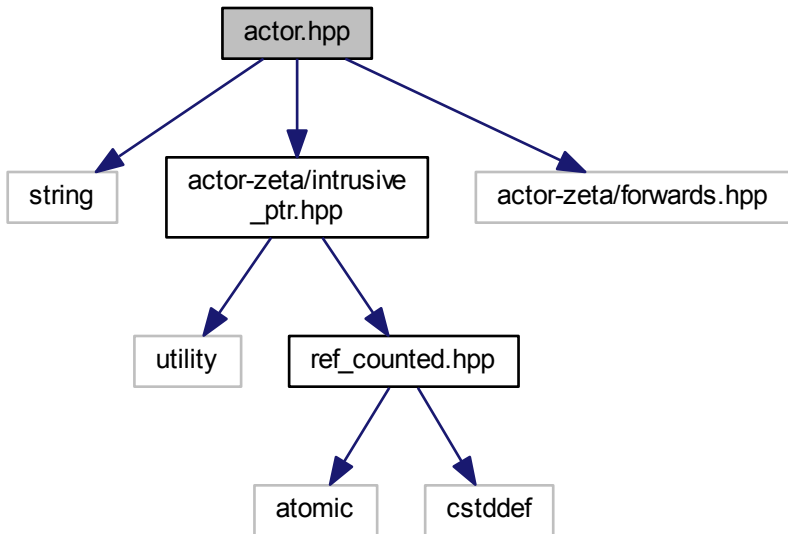 actor.hpp
string
actor-zeta/intrusive
_ptr.hpp
actor-zeta/forwards.hpp
utility
ref_counted.hpp
atomic
cstddef